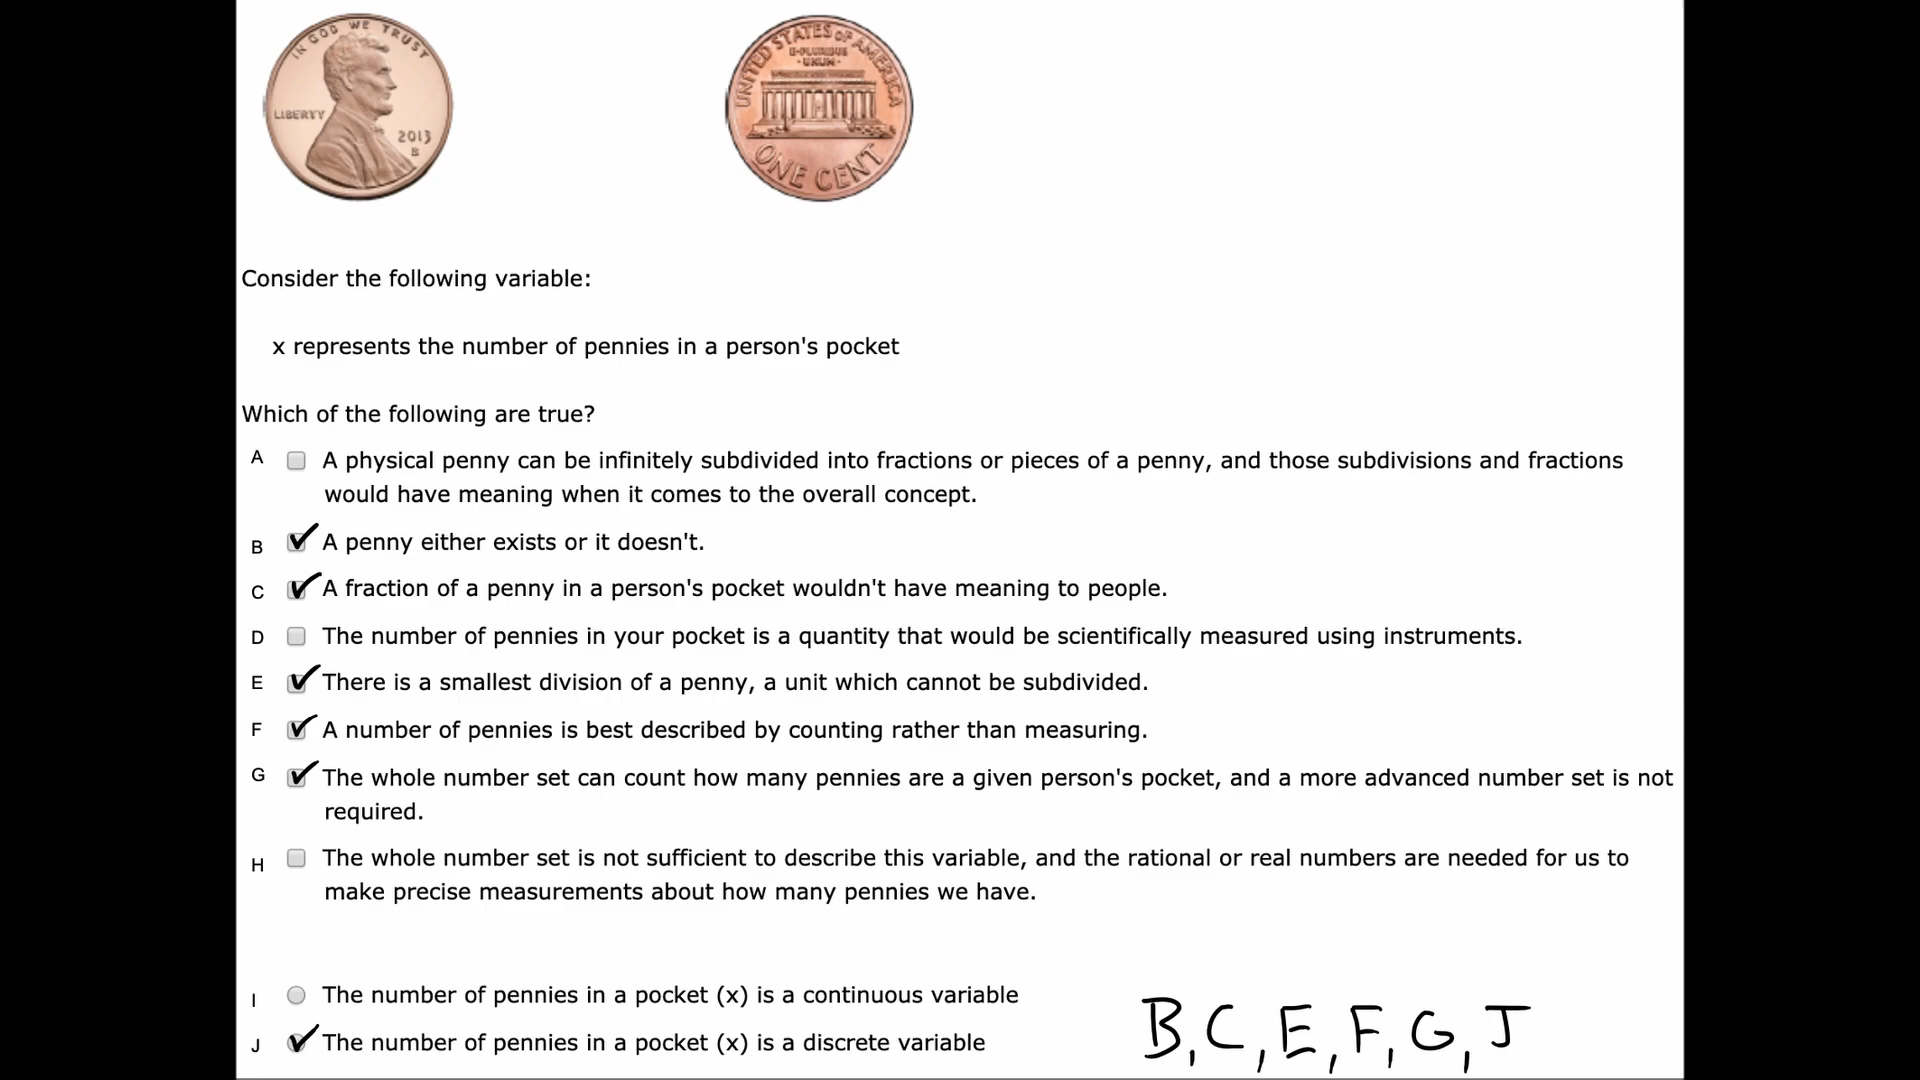 IN GOD WE TRUST
LIBERTY
2013
UNITED STATES of AMERICA
E·PLURIBUS
·UNUM·
ONE CENT
Consider the following variable:
x represents the number of pennies in a person's pocket
Which of the following are true?
A A physical penny can be infinitely subdivided into fractions or pieces of a penny, and those subdivisions and fractions
would have meaning when it comes to the overall concept.
B A penny either exists or it doesn't.
C A fraction of a penny in a person's pocket wouldn't have meaning to people.
D The number of pennies in your pocket is a quantity that would be scientifically measured using instruments.
E There is a smallest division of a penny, a unit which cannot be subdivided.
F A number of pennies is best described by counting rather than measuring.
G The whole number set can count how many pennies are a given person's pocket, and a more advanced number set is not
required.
H The whole number set is not sufficient to describe this variable, and the rational or real numbers are needed for us to
make precise measurements about how many pennies we have.
I The number of pennies in a pocket (x) is a continuous variable
J The number of pennies in a pocket (x) is a discrete variable
B, C, E, F, G, J